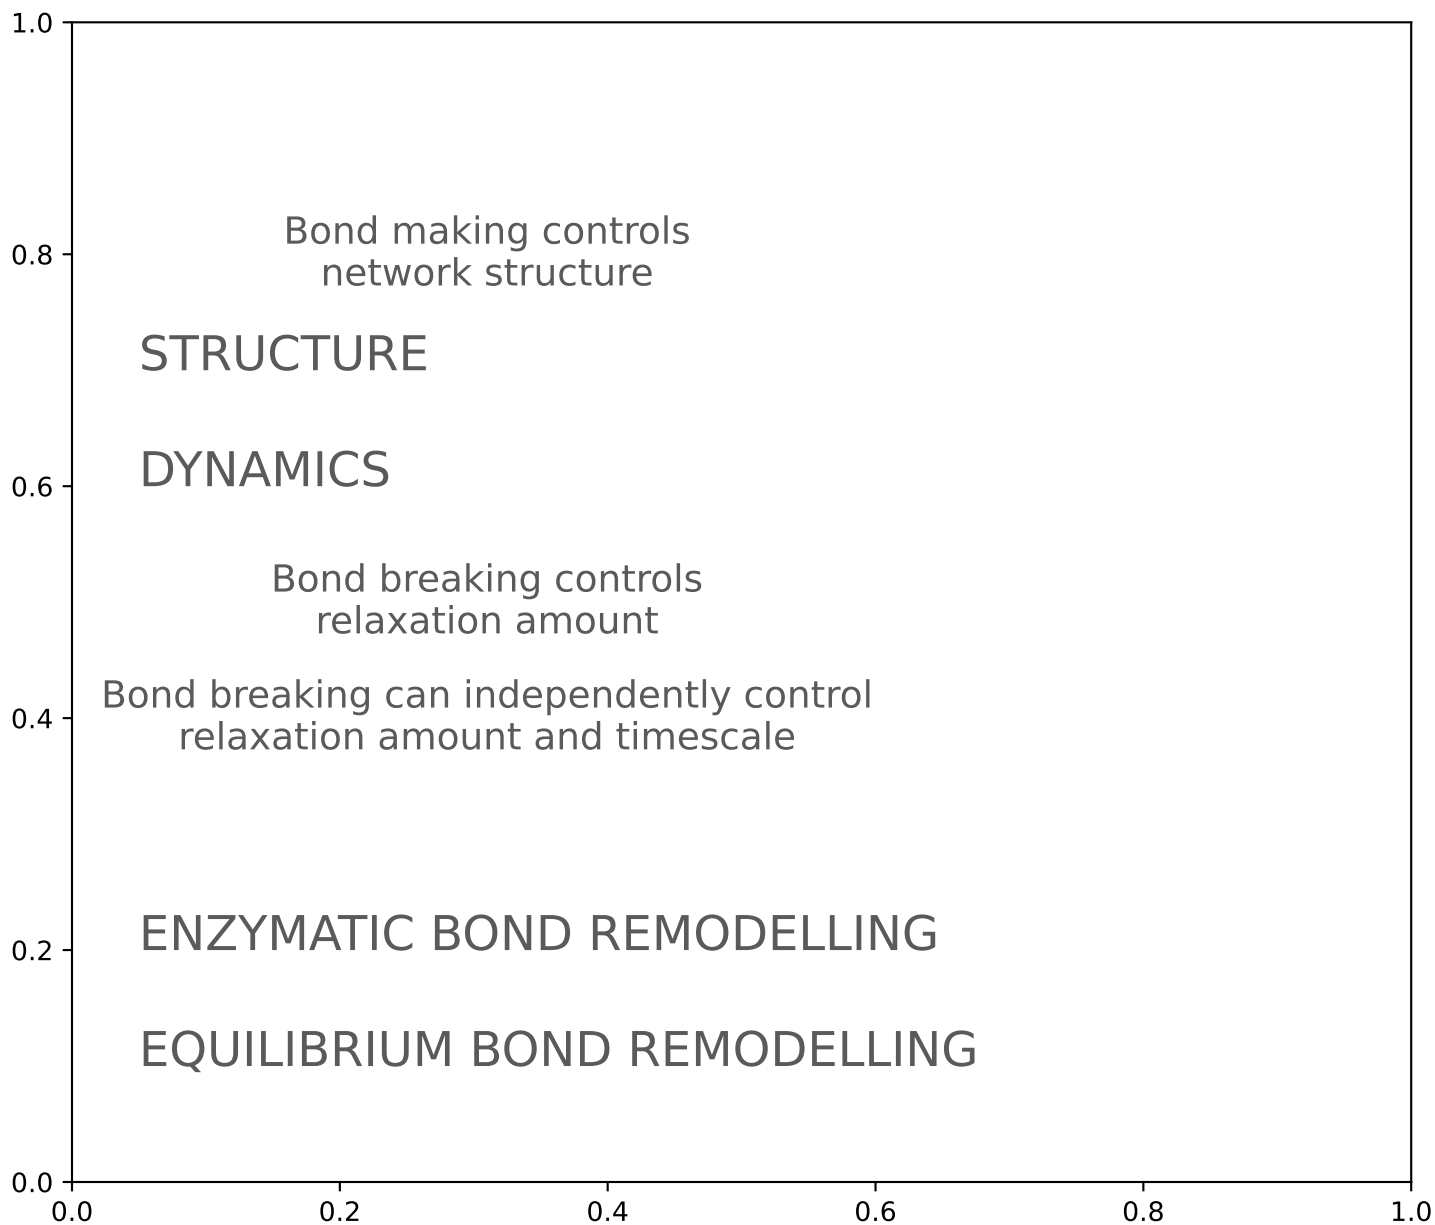 1.0
Bond making controls
0.8
network structure
STRUCTURE
DYNAMICS
0.6
Bond breaking controls
relaxation amount
Bond breaking can independently control
0.4
relaxation amount and timescale
ENZYMATIC BOND REMODELLING
0.2
EQUILIBRIUM BOND REMODELLING
0.0
0.0 0.2 0.4 0.6 0.8 1.0